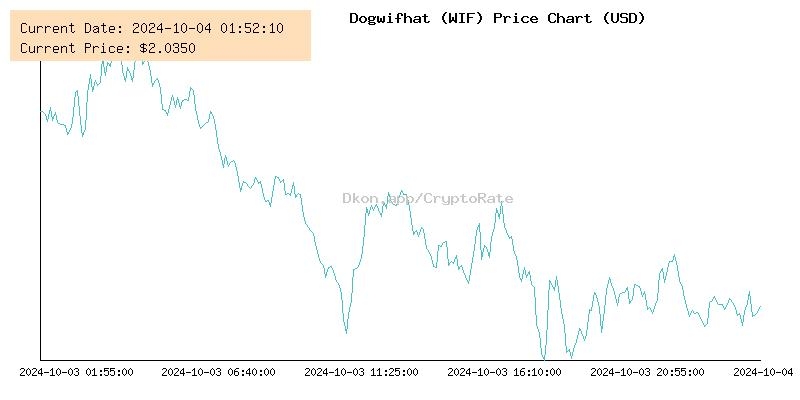 Dogwifhat (WIF) Price Chart (USD)
Current Date: 2024-10-04 01:52:10
Current Price: $2.0350
Dkon.app/CryptoRate
2024-10-03 01:55:00 2024-10-03 06:40:00 2024-10-03 11:25:00 2024-10-03 16:10:00 2024-10-03 20:55:00 2024-10-04